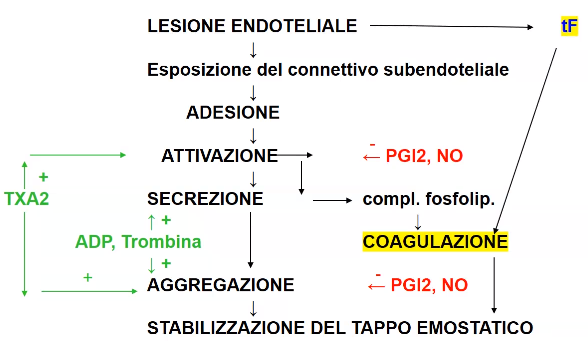 LESIONE ENDOTELIALE → tF
↓
Esposizione del connettivo subendoteliale
↓
ADESIONE
↓
ATTIVAZIONE → - ← PGI2, NO
+ ↓
TXA2 SECREZIONE → compl. fosfolip.
↑ + ↓
ADP, Trombina COAGULAZIONE
↓ +
+ AGGREGAZIONE - ← PGI2, NO
↓
STABILIZZAZIONE DEL TAPPO EMOSTATICO